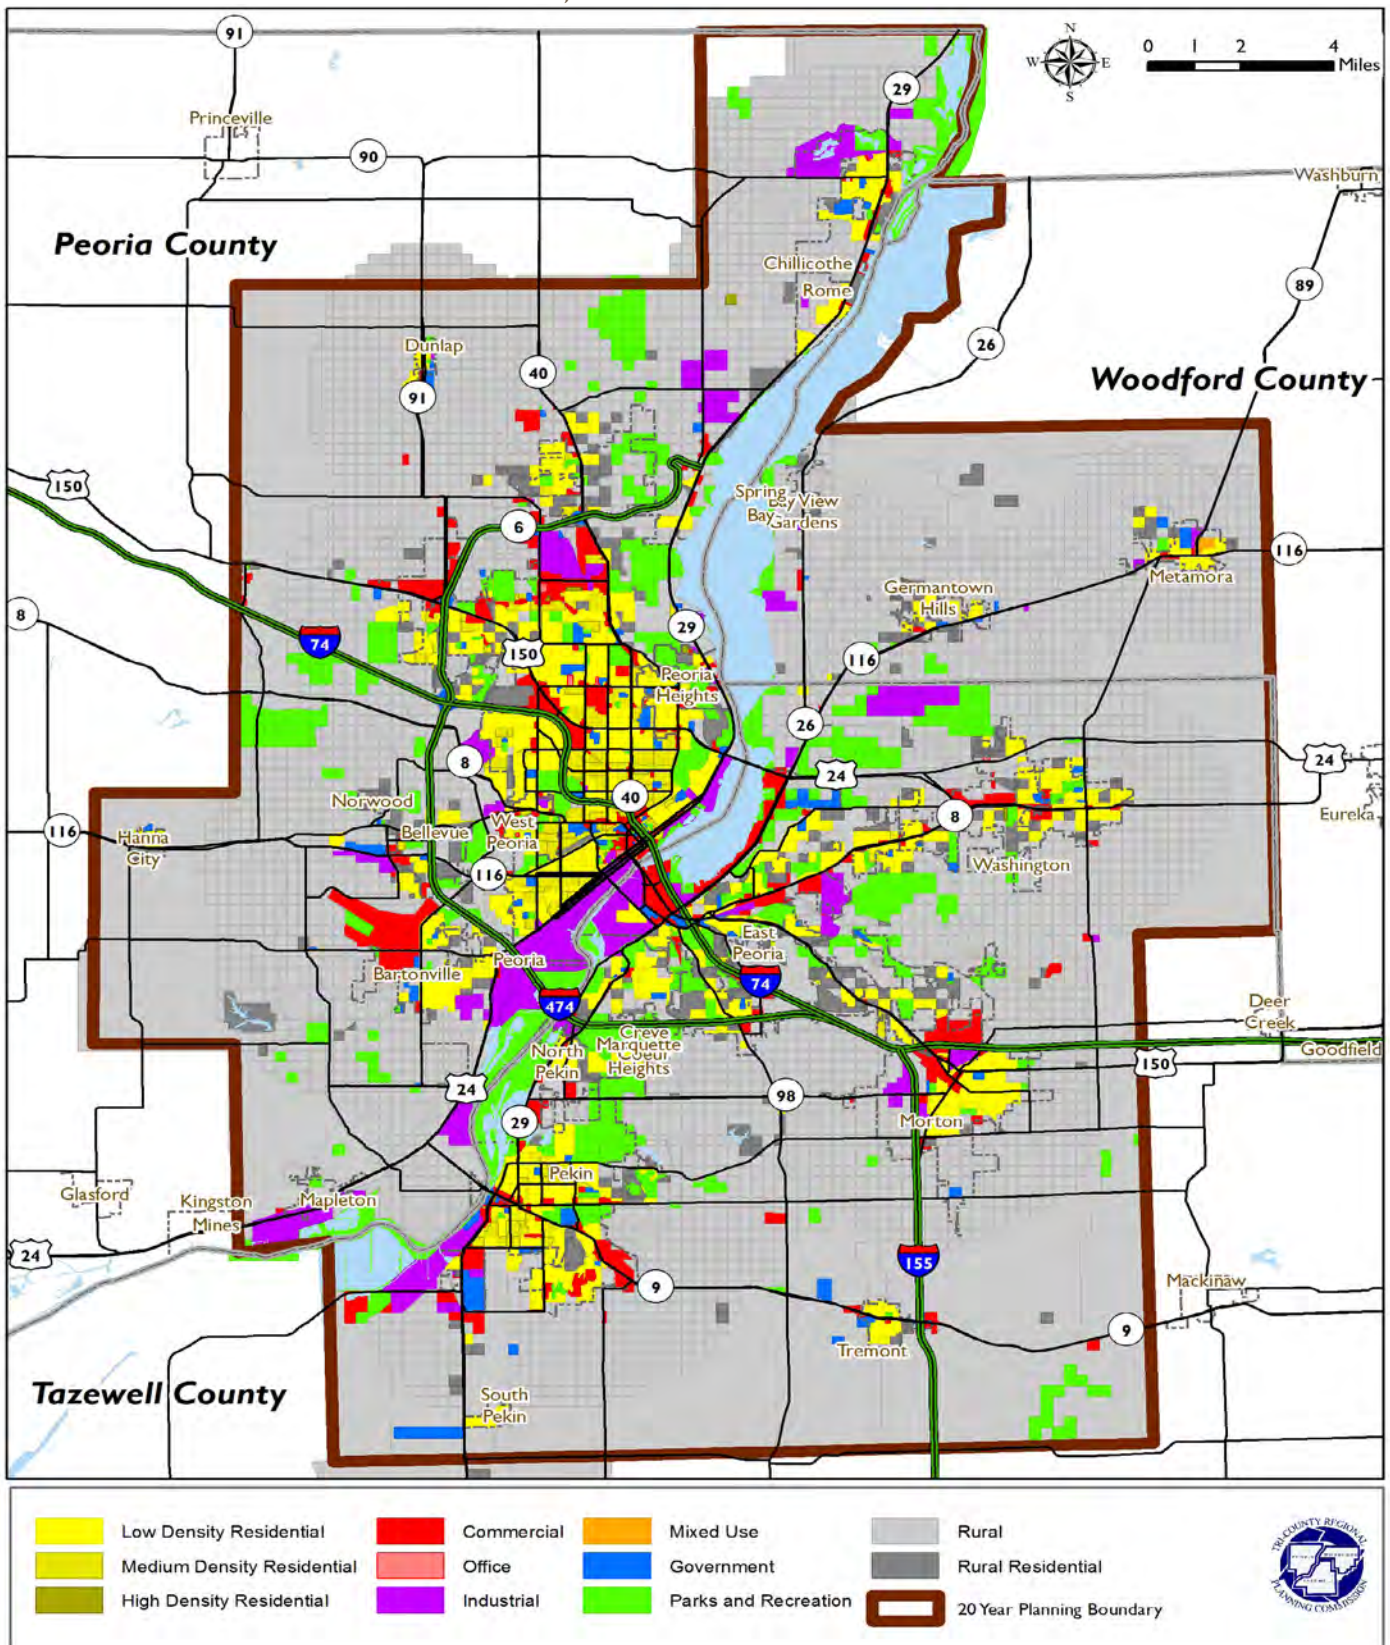 91
N
W
E
S
0 1 2 4
Miles
29
Princeville
90
Washburn
Peoria County
Chillicothe
89
Rome
26
Dunlap
40
91
Woodford County
150
Spring
Bay
Bay View
Gardens
6
116
Metamora
Germantown
Hills
8
29
74
150
116
Peoria
Heights
26
8
24
24
40
Norwood
Eureka
116
Hanna
City
Bellevue
West
Peoria
8
Washington
116
East
Peoria
Peoria
Bartonville
74
474
Deer
Creek
Creve
Coeur
Marquette
Heights
North
Pekin
Goodfield
150
24
98
29
Morton
Pekin
Glasford
Kingston
Mines
Mapleton
24
155
9
Mackinaw
9
Tremont
Tazewell County
South
Pekin
Low Density Residential
Commercial
Mixed Use
Rural
Medium Density Residential
Office
Government
Rural Residential
High Density Residential
Industrial
Parks and Recreation
20 Year Planning Boundary
TRI-COUNTY REGIONAL
PLANNING COMMISSION